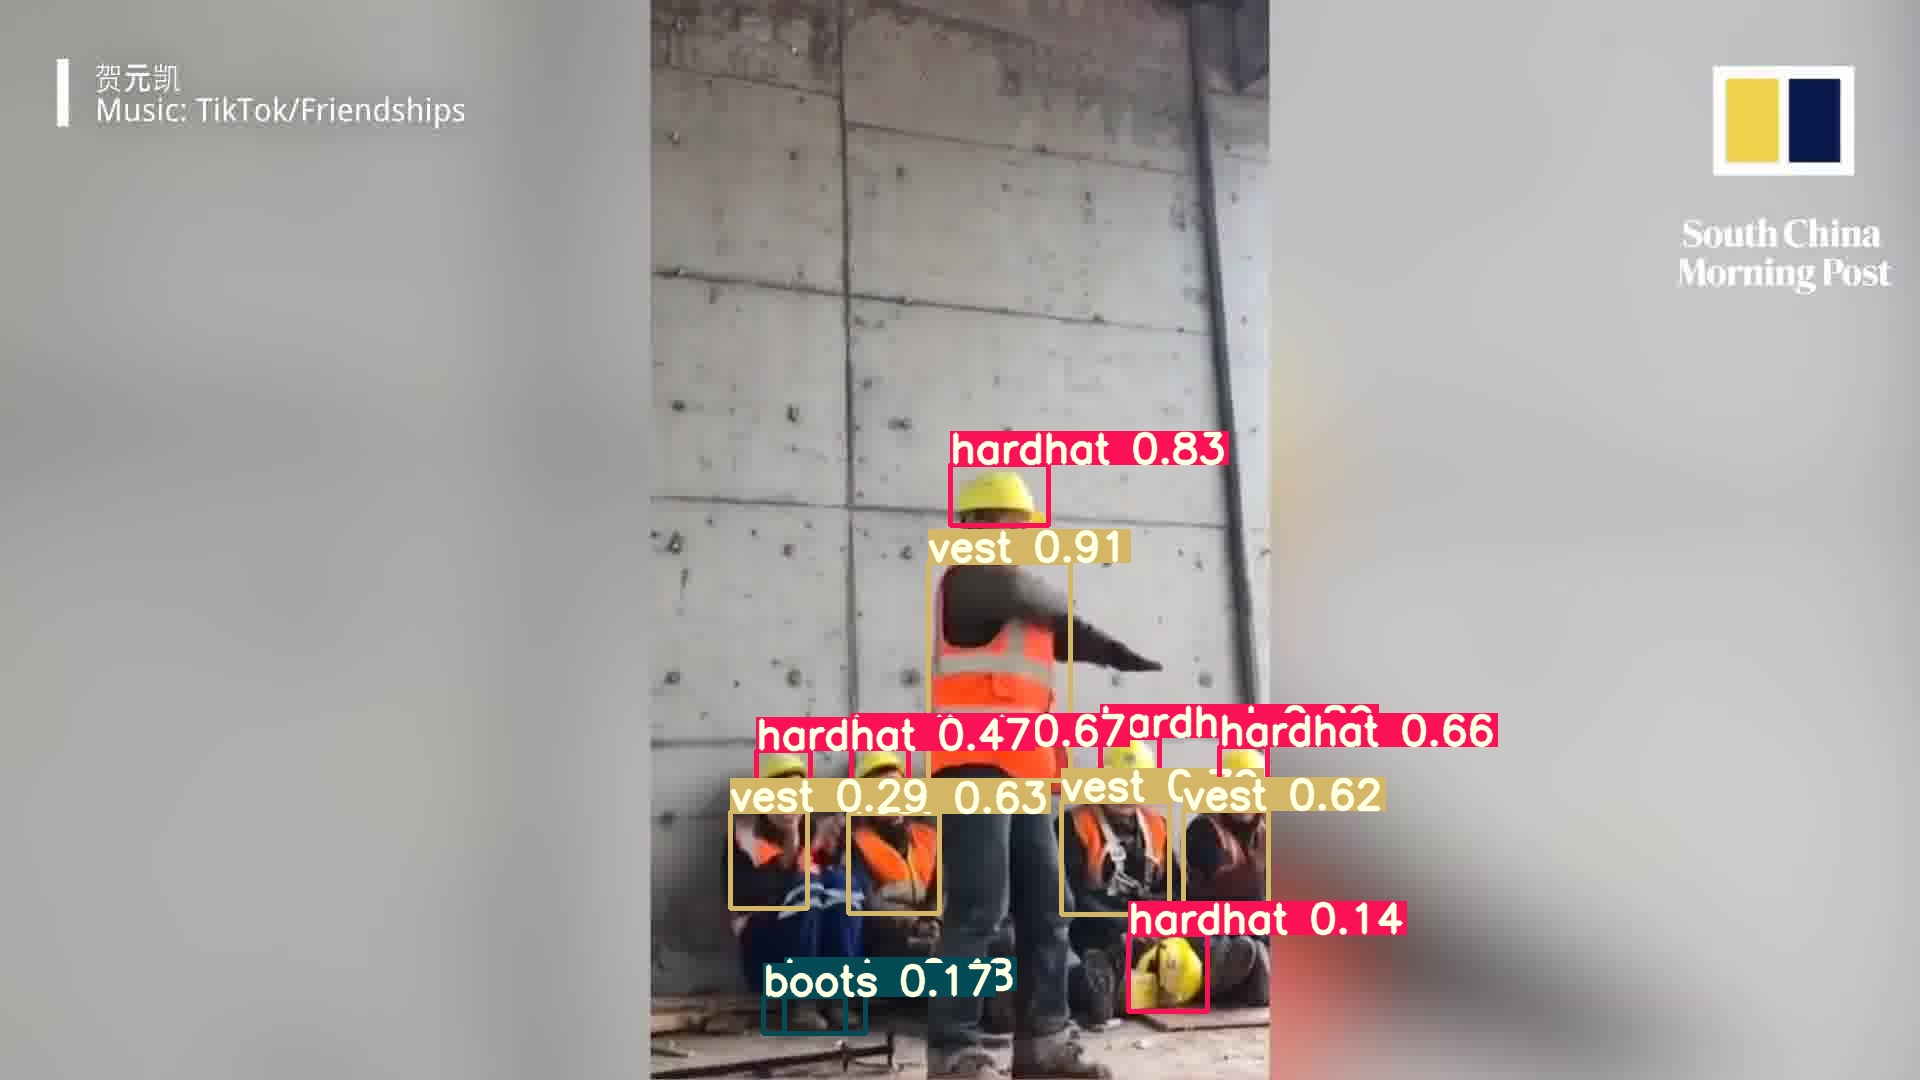 贺元凯
Music: TikTok/Friendships
South China
Morning Post
hardhat 0.83
vest 0.91
hardhat 0.47
0.67
hardhat 0.66
vest 0.29
0.63
vest
vest 0.62
hardhat 0.14
boots 0.17